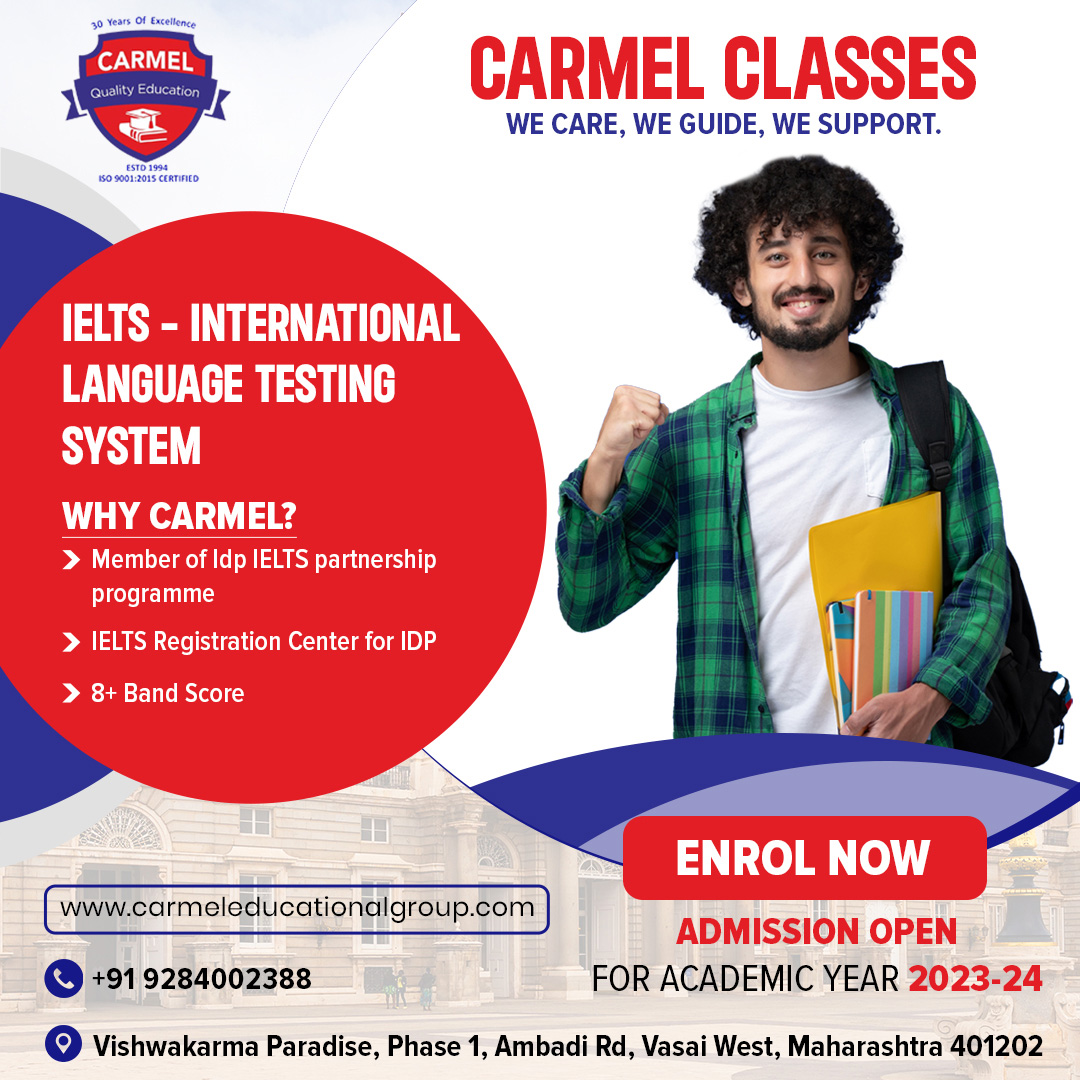 30 Years Of Excellence
CARMEL
Quality Education
ESTD 1994
ISO 9001:2015 CERTIFIED
CARMEL CLASSES
WE CARE, WE GUIDE, WE SUPPORT.
IELTS - INTERNATIONAL
LANGUAGE TESTING
SYSTEM
WHY CARMEL?
Member of Idp IELTS partnership
programme
IELTS Registration Center for IDP
8+ Band Score
ENROL NOW
ADMISSION OPEN
FOR ACADEMIC YEAR 2023-24
www.carmeleducationalgroup.com
+91 9284002388
Vishwakarma Paradise, Phase 1, Ambadi Rd, Vasai West, Maharashtra 401202